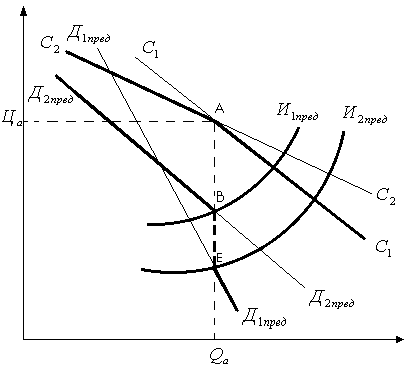 Д1пред
С2
С1
Д2пред
А
И1пред
И2пред
Ца
С2
В
С1
Е
Д2пред
Д1пред
Qa